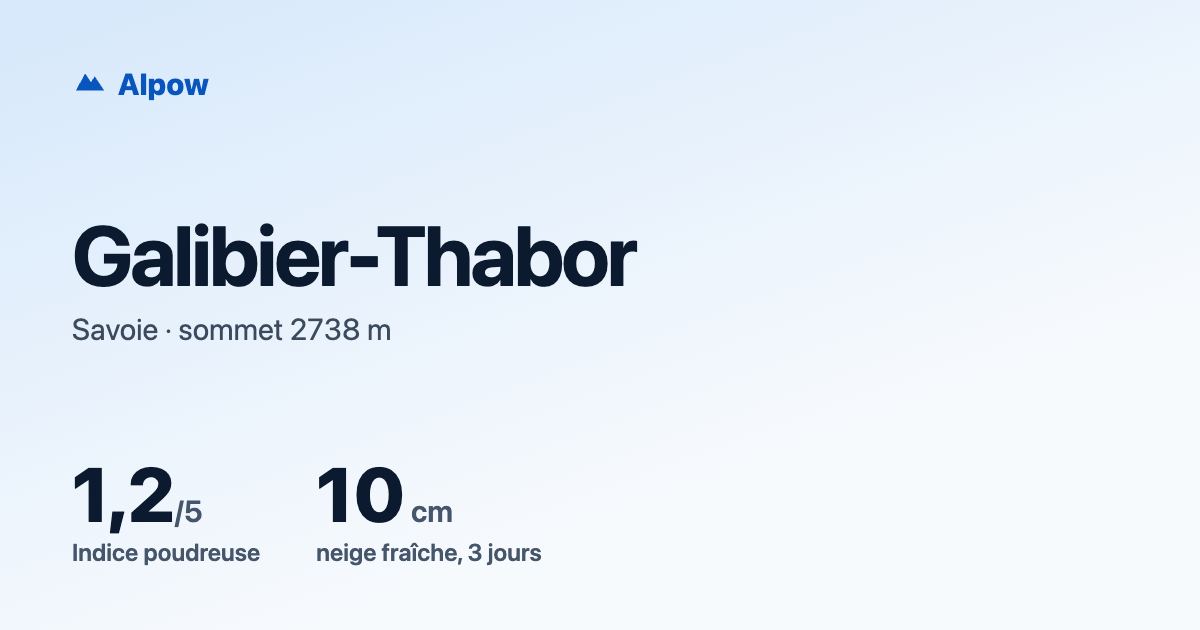 Alpow
Galibier-Thabor
Savoie · sommet 2738 m
1,2/5
Indice poudreuse
10 cm
neige fraîche, 3 jours